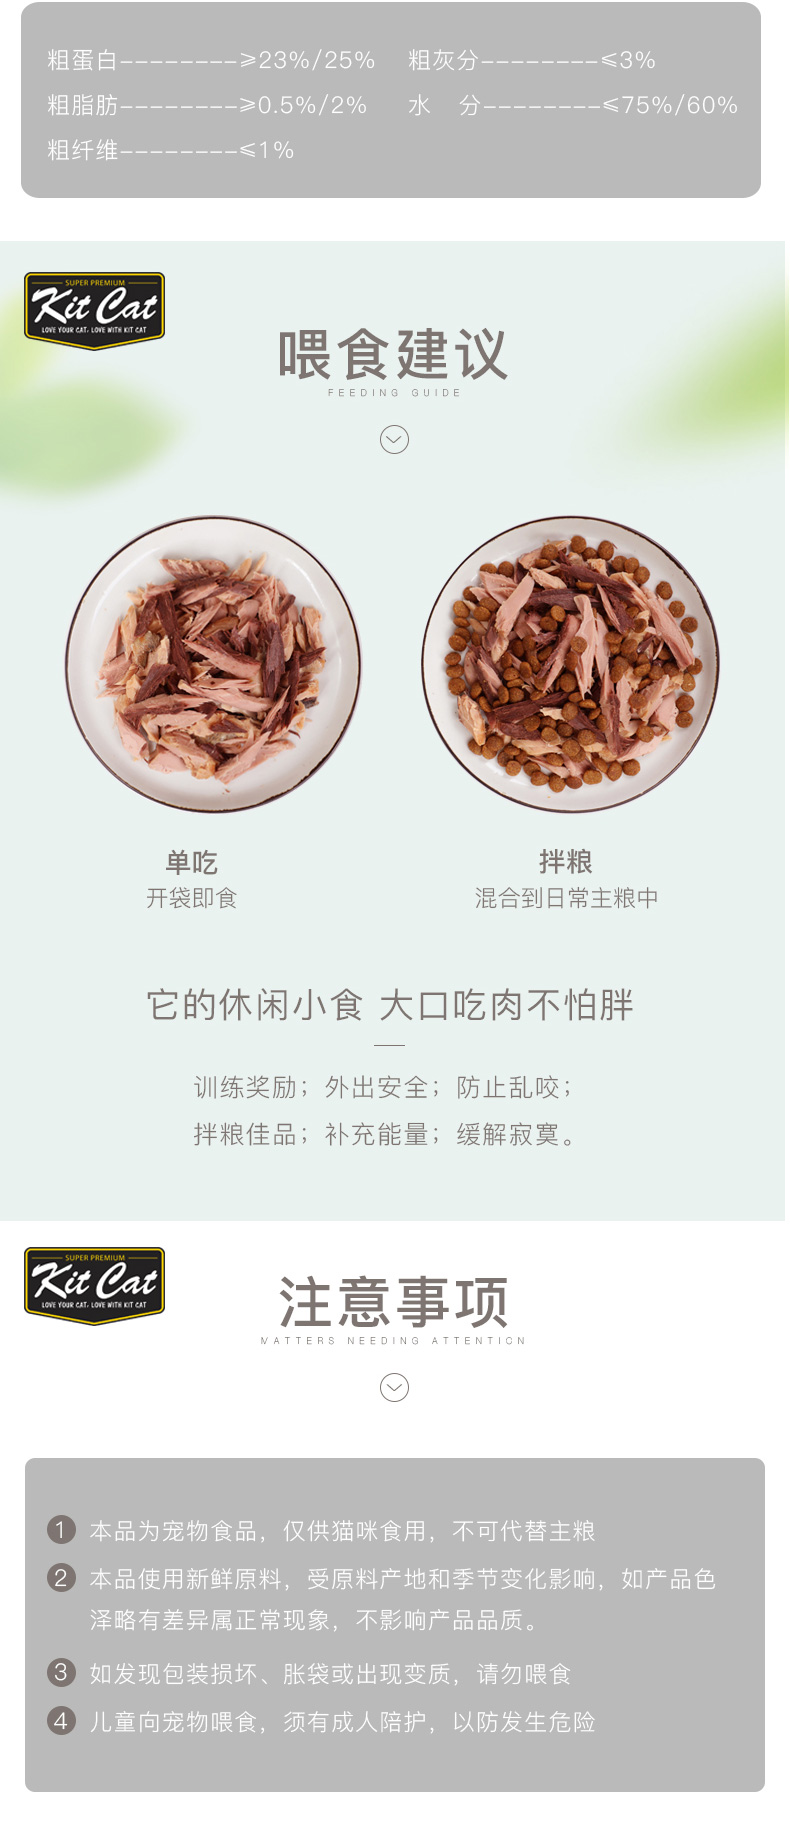 粗蛋白--------≥23%/25%
粗灰分--------≤3%
粗脂肪--------≥0.5%/2%
水 分--------≤75%/60%
粗纤维--------≤1%
SUPER PREMIUM
Kit Cat
LOVE YOUR CAT, LOVE WITH KIT CAT
喂食建议
FEEDING GUIDE
单吃
开袋即食
拌粮
混合到日常主粮中
它的休闲小食 大口吃肉不怕胖
训练奖励；外出安全；防止乱咬；
拌粮佳品；补充能量；缓解寂寞。
SUPER PREMIUM
Kit Cat
LOVE YOUR CAT, LOVE WITH KIT CAT
注意事项
MATTERS NEEDING ATTENTION
1 本品为宠物食品，仅供猫咪食用，不可代替主粮
2 本品使用新鲜原料，受原料产地和季节变化影响，如产品色
泽略有差异属正常现象，不影响产品品质。
3 如发现包装损坏、胀袋或出现变质，请勿喂食
4 儿童向宠物喂食，须有成人陪护，以防发生危险